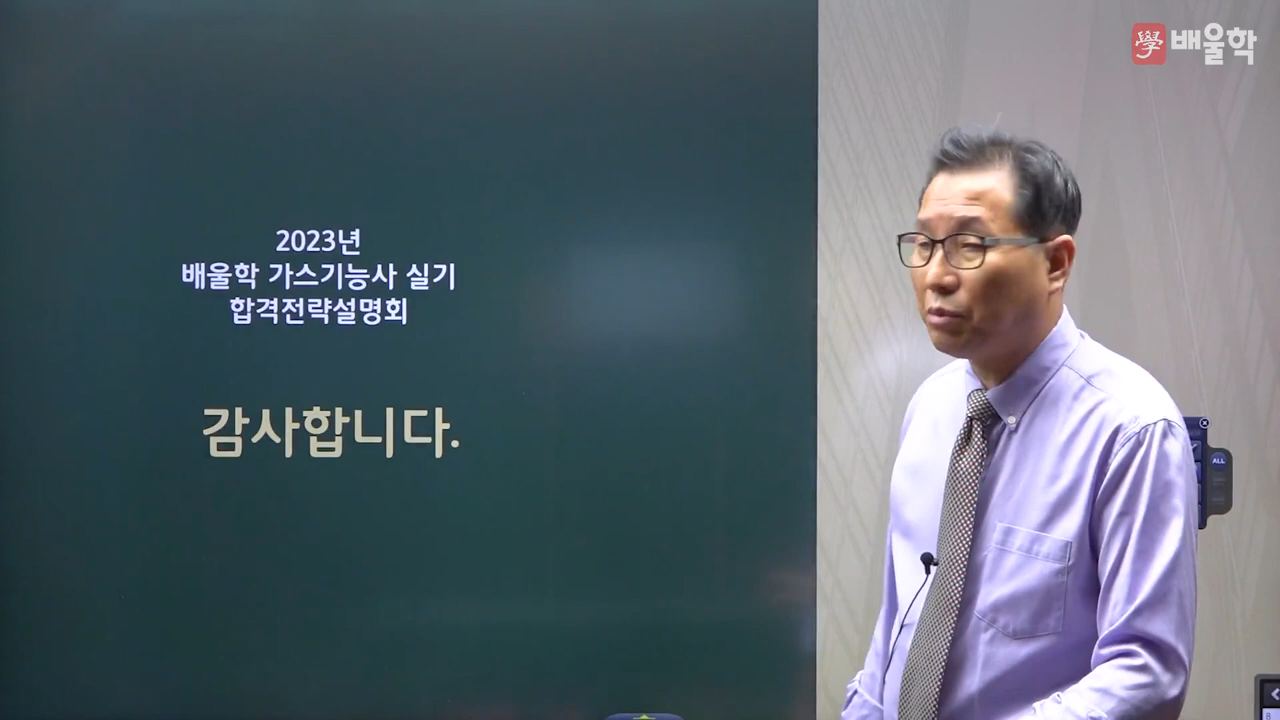 學 배울학
2023년
배울학 가스기능사 실기
합격전략설명회
감사합니다.
ALL